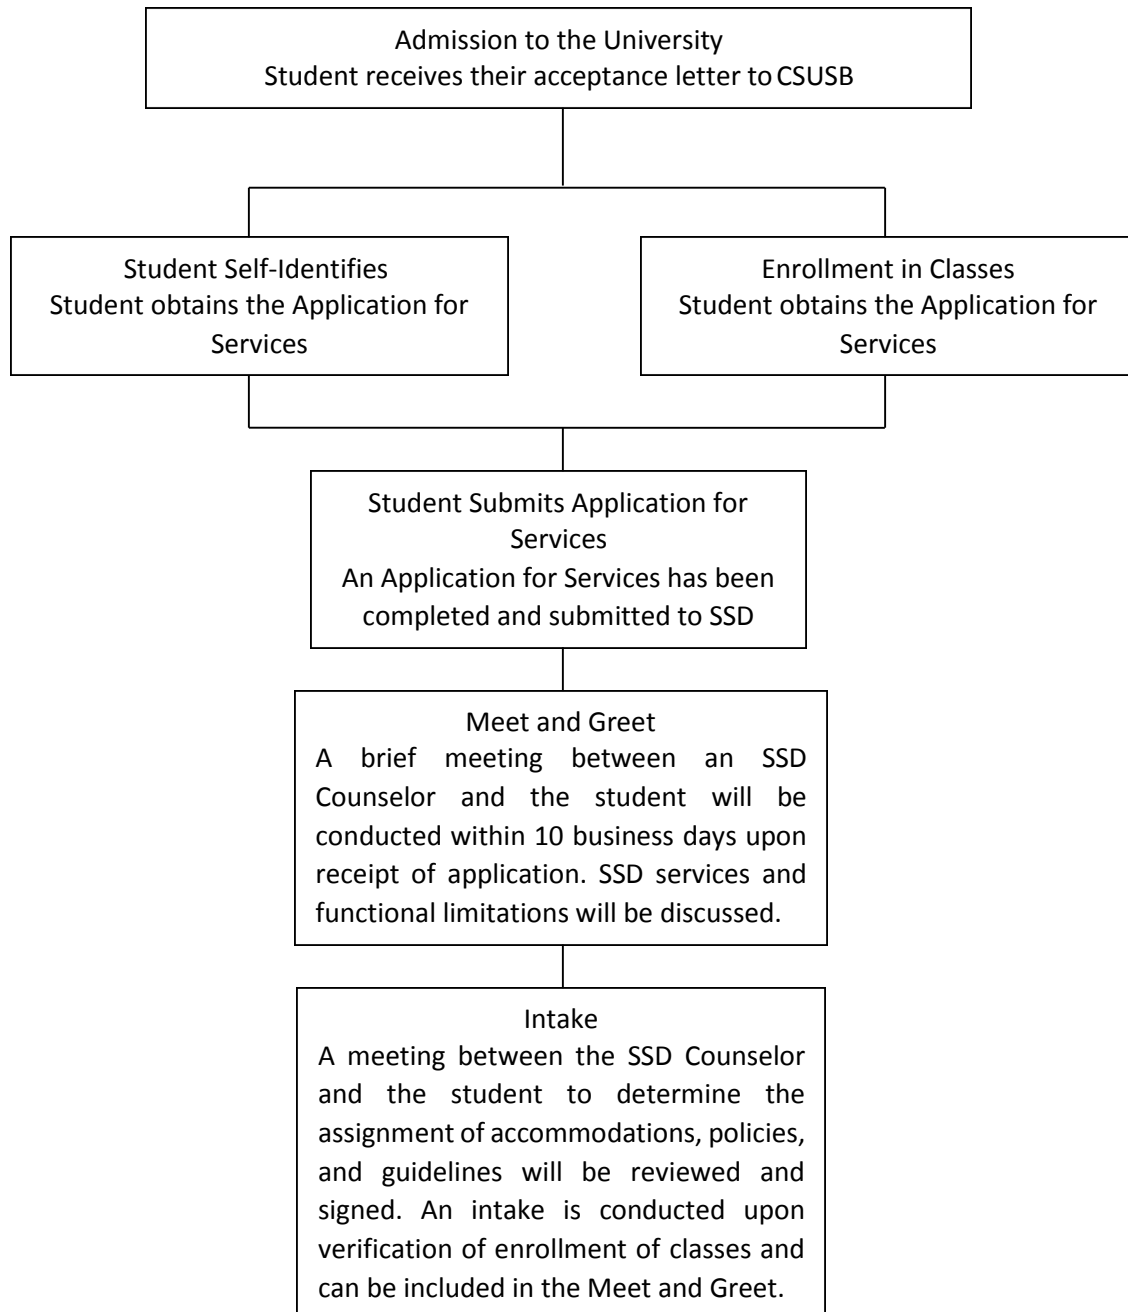 Admission to the University
Student receives their acceptance letter to CSUSB
Student Self-Identifies
Student obtains the Application for
Services
Enrollment in Classes
Student obtains the Application for
Services
Student Submits Application for
Services
An Application for Services has been
completed and submitted to SSD
Meet and Greet
A brief meeting between an SSD
Counselor and the student will be
conducted within 10 business days upon
receipt of application. SSD services and
functional limitations will be discussed.
Intake
A meeting between the SSD Counselor
and the student to determine the
assignment of accommodations, policies,
and guidelines will be reviewed and
signed. An intake is conducted upon
verification of enrollment of classes and
can be included in the Meet and Greet.